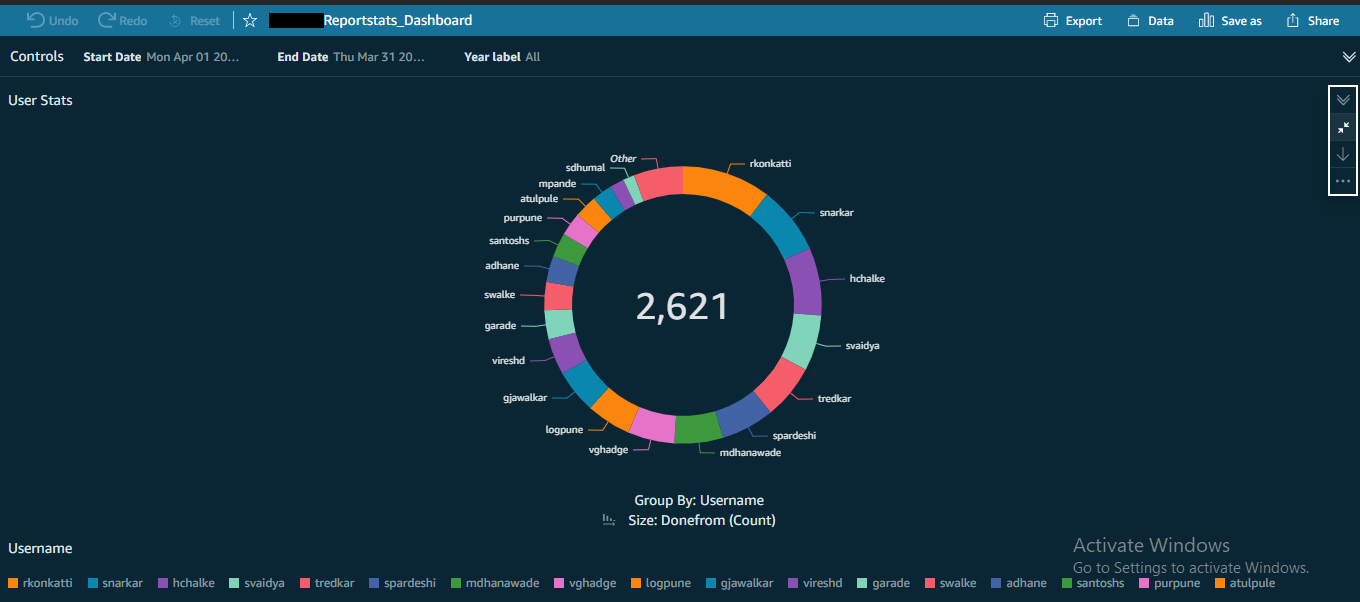 Undo Redo Reset Reportstats_Dashboard Export Data Save as Share
Controls Start Date Mon Apr 01 20... End Date Thu Mar 31 20... Year label All
User Stats
Other
rkonkatti
sdhumal
mpande
atulpule
snarkar
purpune
santoshs
adhane
hchalke
swalke
2,621
garade
svaidya
vireshd
gjawalkar
tredkar
logpune
spardeshi
vghadge
mdhanawade
Group By: Username
Size: Donefrom (Count)
Username
Activate Windows
Go to Settings to activate Windows.
rkonkatti snarkar hchalke svaidya tredkar spardeshi mdhanawade vghadge logpune gjawalkar vireshd garade swalke adhane santoshs purpune atulpule